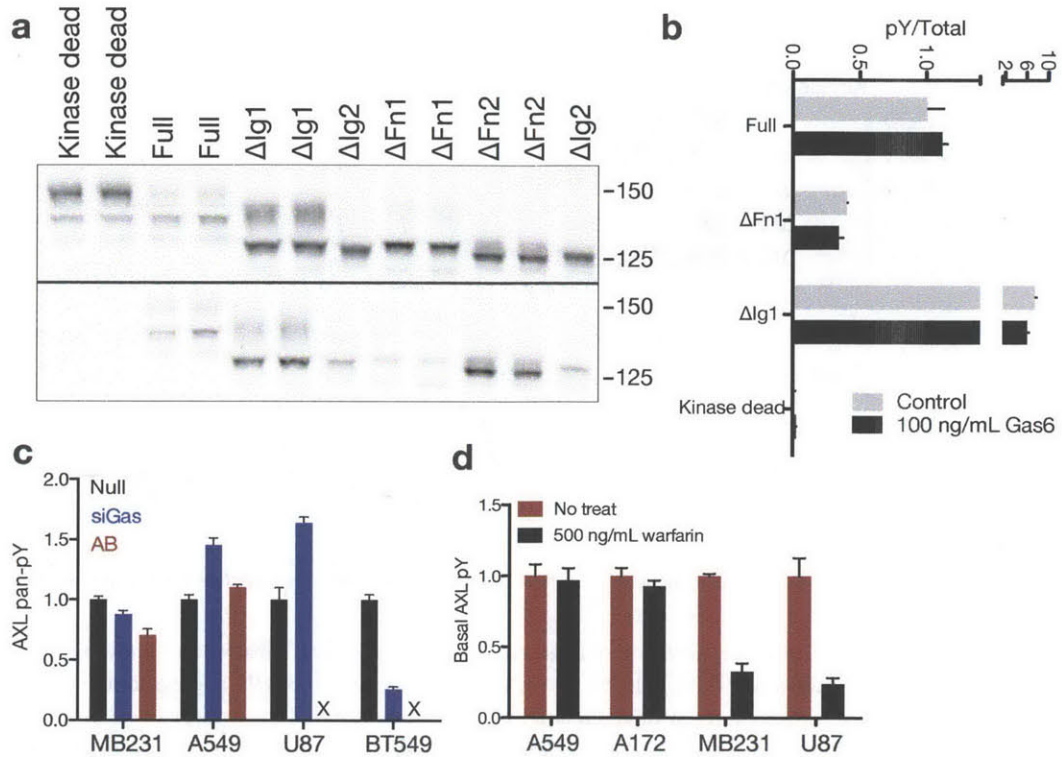 a
Kinase dead
Kinase dead
Full
Full
ΔIg1
ΔIg1
ΔIg2
ΔFn1
ΔFn1
ΔFn2
ΔFn2
ΔIg2
-150
-125
-150
-125
b
pY/Total
0.0
0.5
1.0
2
6
10
Full
ΔFn1
ΔIg1
Kinase dead
Control
100 ng/mL Gas6
c
AXL pan-pY
2.0
1.5
1.0
0.5
0.0
Null
siGas
AB
X
X
MB231
A549
U87
BT549
d
Basal AXL pY
1.5
1.0
0.5
0.0
No treat
500 ng/mL warfarin
A549
A172
MB231
U87